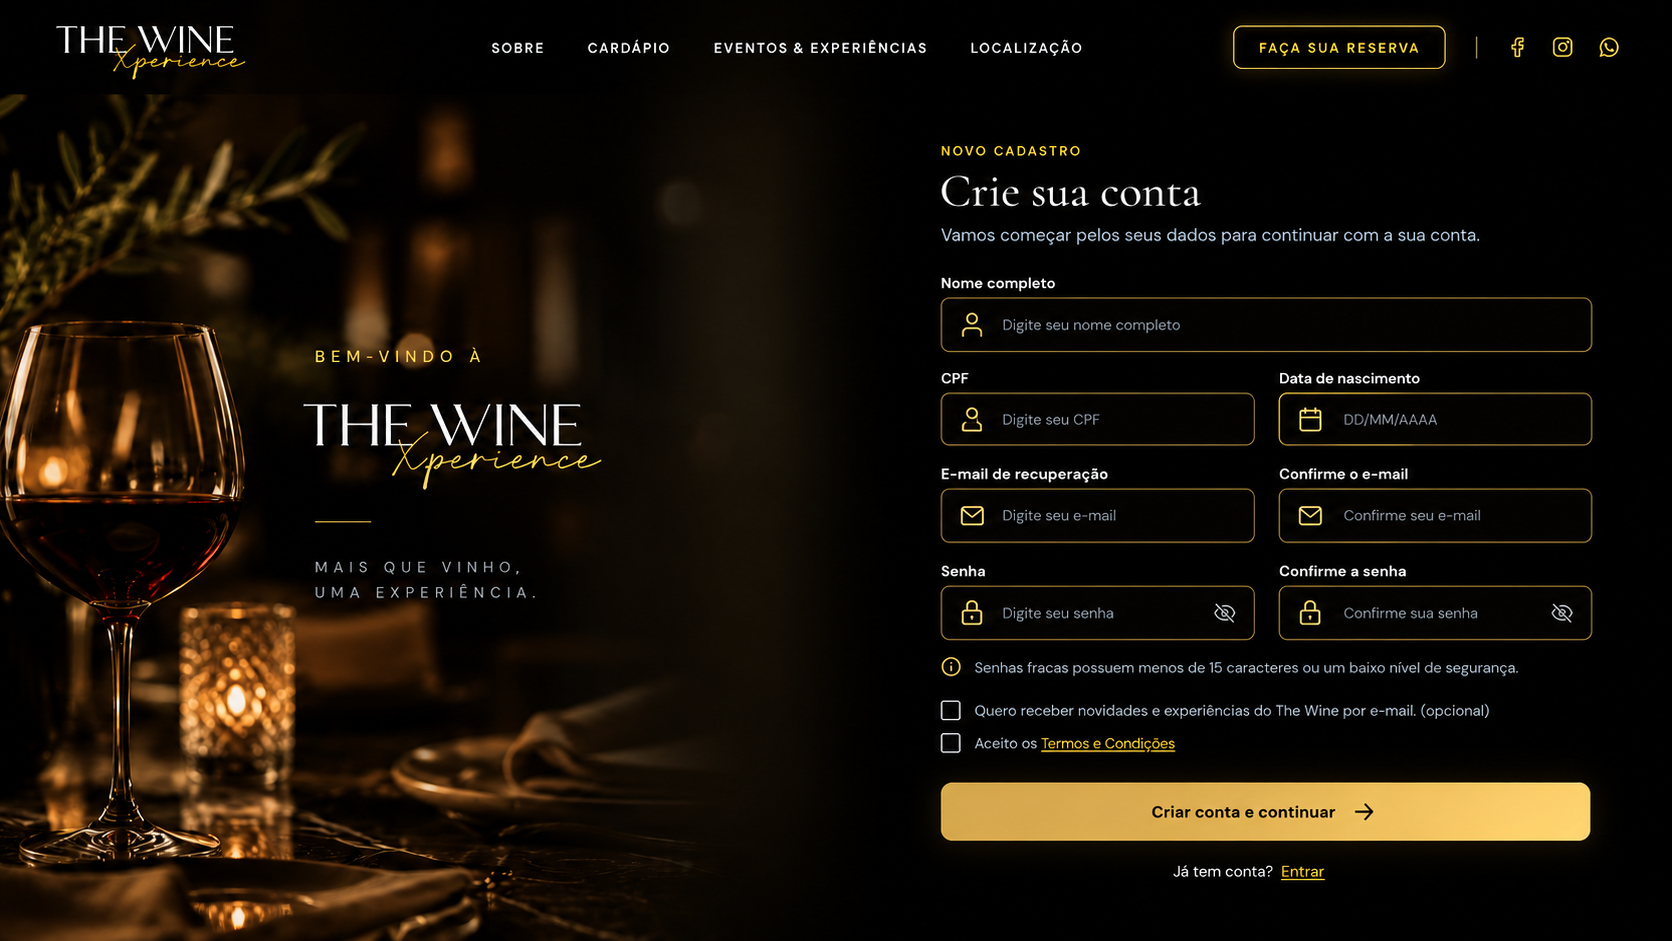 THE WINE
Xperience
SOBRE CARDÁPIO EVENTOS & EXPERIÊNCIAS LOCALIZAÇÃO FAÇA SUA RESERVA
BEM-VINDO À
THE WINE
Xperience
MAIS QUE VINHO,
UMA EXPERIÊNCIA.
NOVO CADASTRO
Crie sua conta
Vamos começar pelos seus dados para continuar com a sua conta.
Nome completo
Digite seu nome completo
CPF Data de nascimento
Digite seu CPF DD/MM/AAAA
E-mail de recuperação Confirme o e-mail
Digite seu e-mail Confirme seu e-mail
Senha Confirme a senha
Digite seu senha Confirme sua senha
Senhas fracas possuem menos de 15 caracteres ou um baixo nível de segurança.
Quero receber novidades e experiências do The Wine por e-mail. (opcional)
Aceito os Termos e Condições
Criar conta e continuar
Já tem conta? Entrar